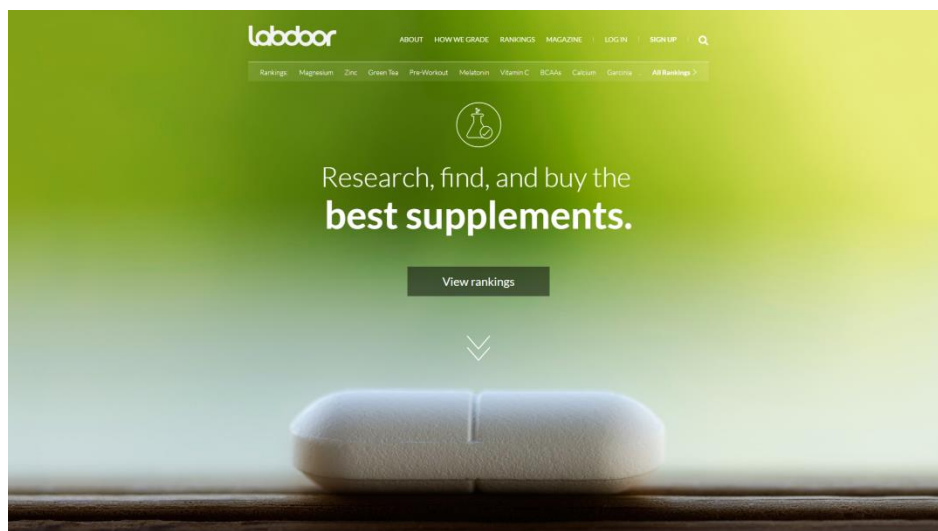 labdoor
ABOUT HOW WE GRADE RANKINGS MAGAZINE LOG IN SIGN UP
Rankings: Magnesium Zinc Green Tea Pre-Workout Melatonin Vitamin C BCAAs Calcium Garcinia All Rankings >
Research, find, and buy the
best supplements.
View rankings